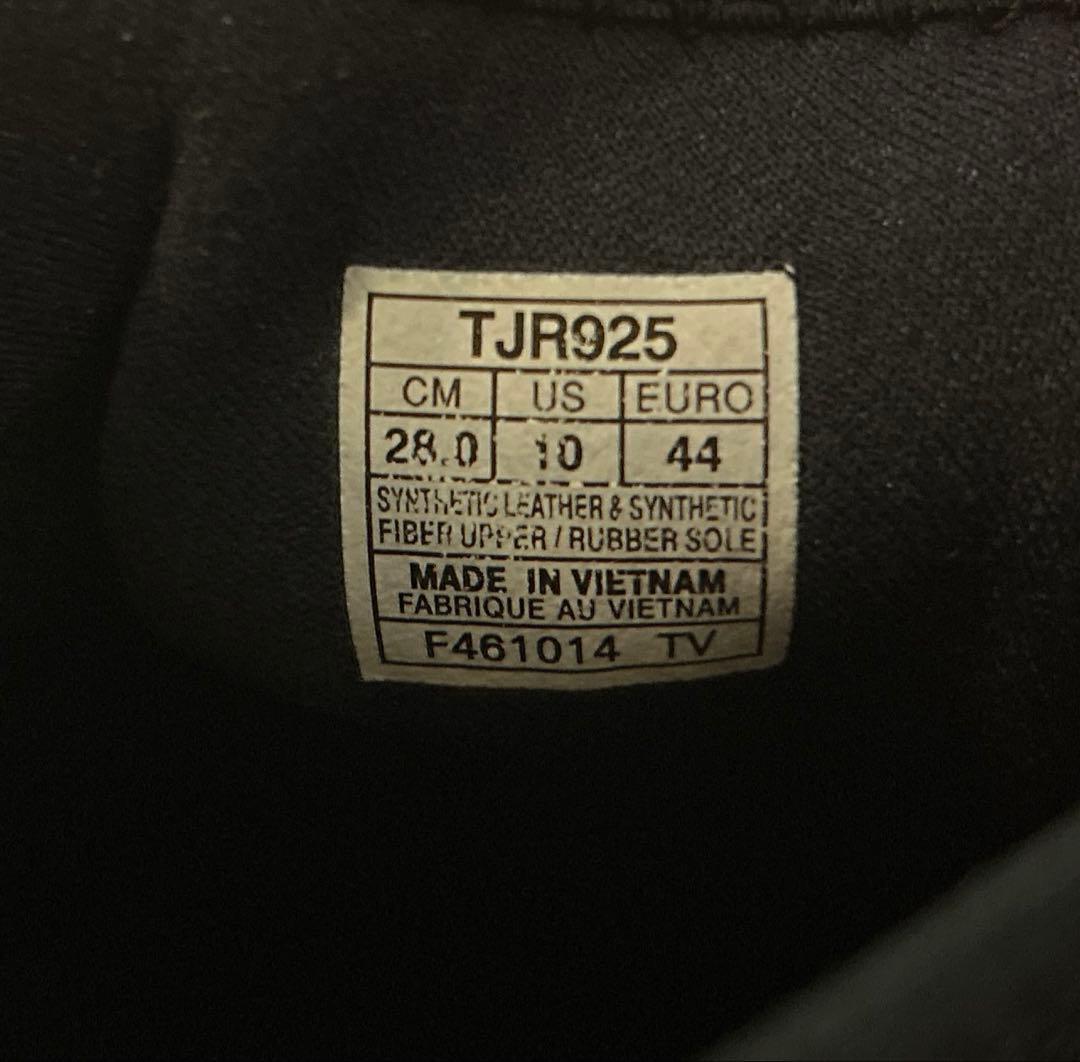 TJR925
CM US EURO
28.0 10 44
SYNTHETIC LEATHER & SYNTHETIC
FIBER UPPER / RUBBER SOLE
MADE IN VIETNAM
FABRIQUE AU VIETNAM
F461014 TV